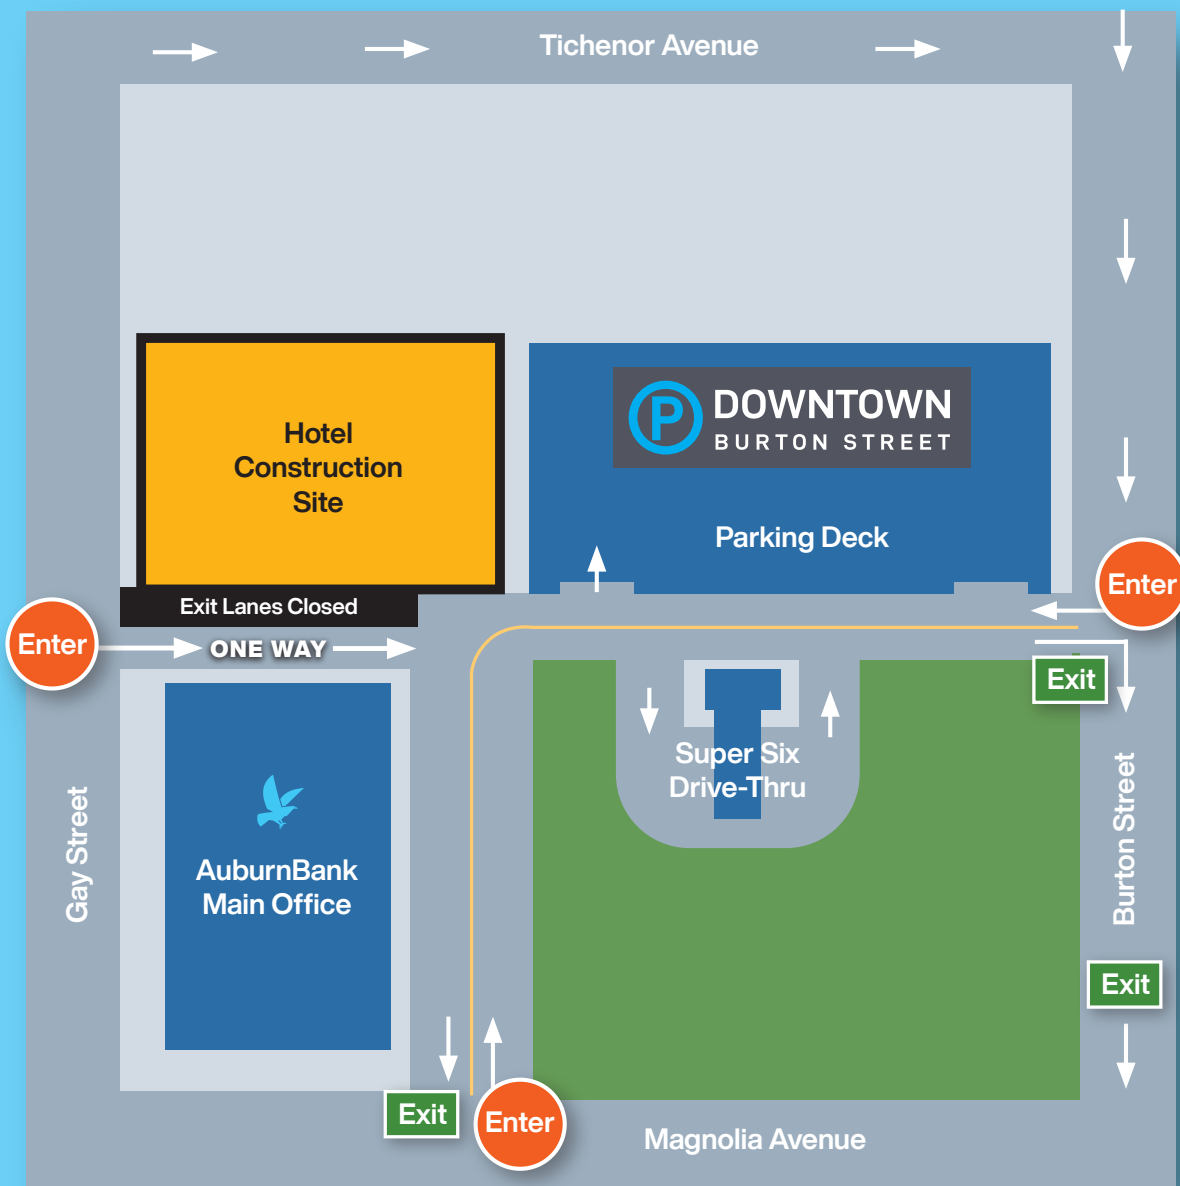 Tichenor Avenue
P DOWNTOWN
BURTON STREET
Hotel
Construction
Site
Parking Deck
Enter
Exit Lanes Closed
Enter
ONE WAY
Exit
Super Six
Drive-Thru
Gay Street
AuburnBank
Main Office
Burton Street
Exit
Exit
Enter
Magnolia Avenue